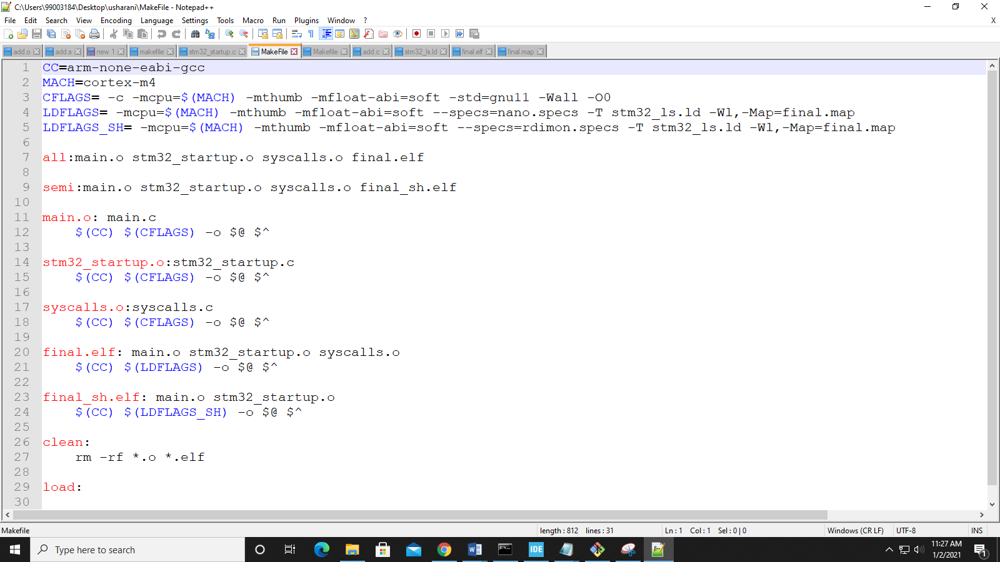 C:\Users\99003184\Desktop\usharani\MakeFile - Notepad++
File Edit Search View Encoding Language Settings Tools Macro Run Plugins Window ? X
add.o add.s new 1 makefile stm32_startup.c MakeFile Makefile add.c stm32_ls.ld final.elf final.map
1 CC=arm-none-eabi-gcc
2 MACH=cortex-m4
3 CFLAGS= -c -mcpu=$(MACH) -mthumb -mfloat-abi=soft -std=gnu11 -Wall -O0
4 LDFLAGS= -mcpu=$(MACH) -mthumb -mfloat-abi=soft --specs=nano.specs -T stm32_ls.ld -Wl,-Map=final.map
5 LDFLAGS_SH= -mcpu=$(MACH) -mthumb -mfloat-abi=soft --specs=rdimon.specs -T stm32_ls.ld -Wl,-Map=final.map
6
7 all:main.o stm32_startup.o syscalls.o final.elf
8
9 semi:main.o stm32_startup.o syscalls.o final_sh.elf
10
11 main.o: main.c
12 $(CC) $(CFLAGS) -o $@ $^
13
14 stm32_startup.o:stm32_startup.c
15 $(CC) $(CFLAGS) -o $@ $^
16
17 syscalls.o:syscalls.c
18 $(CC) $(CFLAGS) -o $@ $^
19
20 final.elf: main.o stm32_startup.o syscalls.o
21 $(CC) $(LDFLAGS) -o $@ $^
22
23 final_sh.elf: main.o stm32_startup.o
24 $(CC) $(LDFLAGS_SH) -o $@ $^
25
26 clean:
27 rm -rf *.o *.elf
28
29 load:
30
Makefile length : 812 lines : 31 Ln : 1 Col : 1 Sel : 0 | 0 Windows (CR LF) UTF-8 INS
Type here to search IDE 11:27 AM
1/2/2021 1